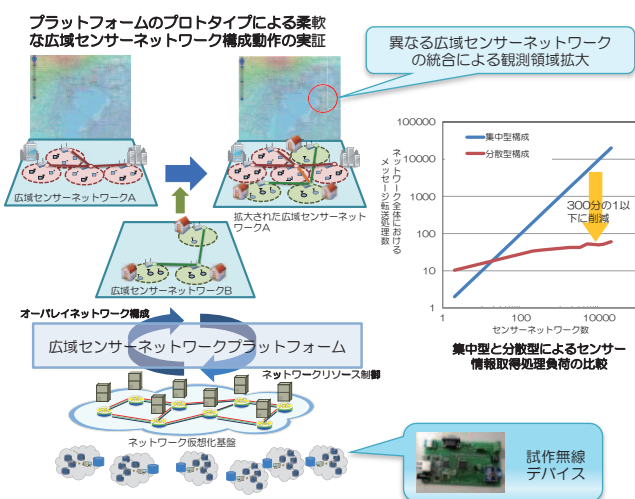 プラットフォームのプロトタイプによる柔軟
な広域センサーネットワーク構成動作の実証
異なる広域センサーネットワーク
の統合による観測領域拡大
広域センサーネットワークA
拡大された広域センサーネット
ワークA
広域センサーネットワークB
オーバレイネットワーク構成
広域センサーネットワークプラットフォーム
ネットワークリソース制御
ネットワーク仮想化基盤
試作無線
デバイス
ネットワーク全体における
メッセージ転送処理数
100000
10000
1000
100
10
1
集中型構成
分散型構成
300分の1以
下に削減
1
100
10000
センサーネットワーク数
集中型と分散型によるセンサー
情報取得処理負荷の比較